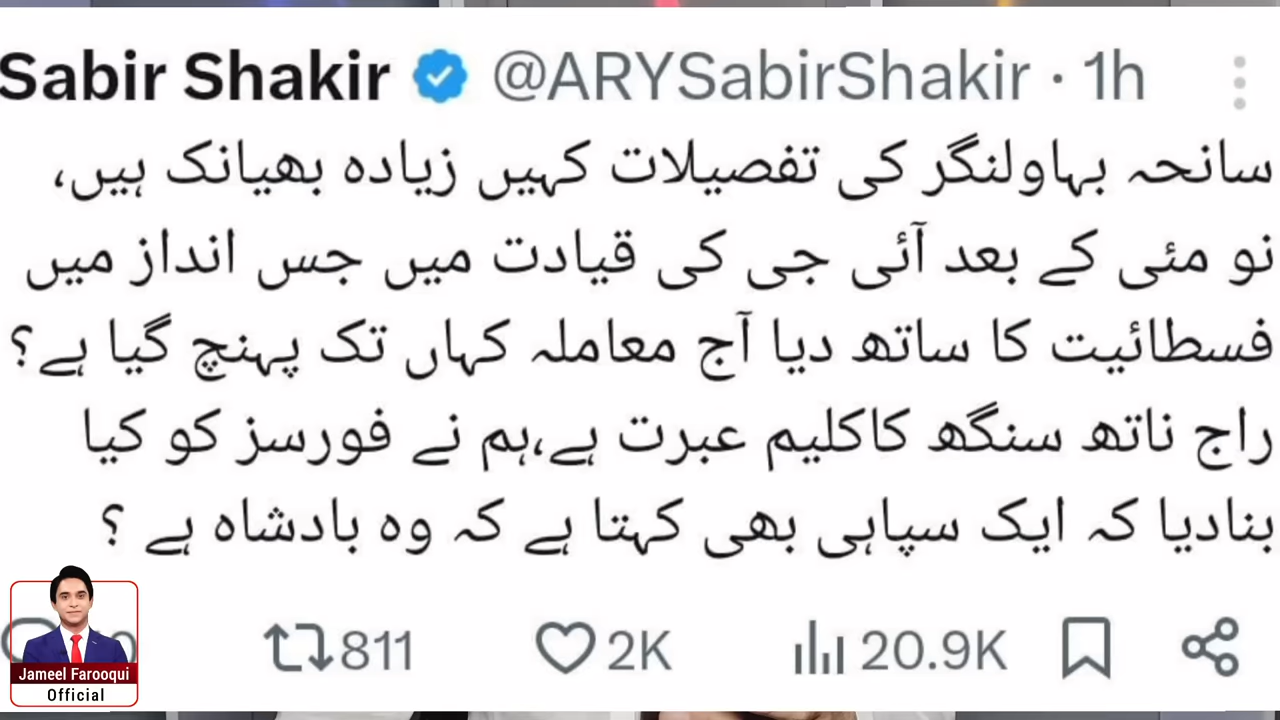 Sabir Shakir @ARYSabirShakir · 1h
سانحہ بہاولنگر کی تفصیلات کہیں زیادہ بھیانک ہیں،
نو مئی کے بعد آئی جی کی قیادت میں جس انداز میں
فسطائیت کا ساتھ دیا آج معاملہ کہاں تک پہنچ گیا ہے؟
راج ناتھ سنگھ کاکلیم عبرت ہے،ہم نے فورسز کو کیا
بنادیا کہ ایک سپاہی بھی کہتا ہے کہ وہ بادشاہ ہے ؟
811 2K 20.9K
Jameel Farooqui
Official